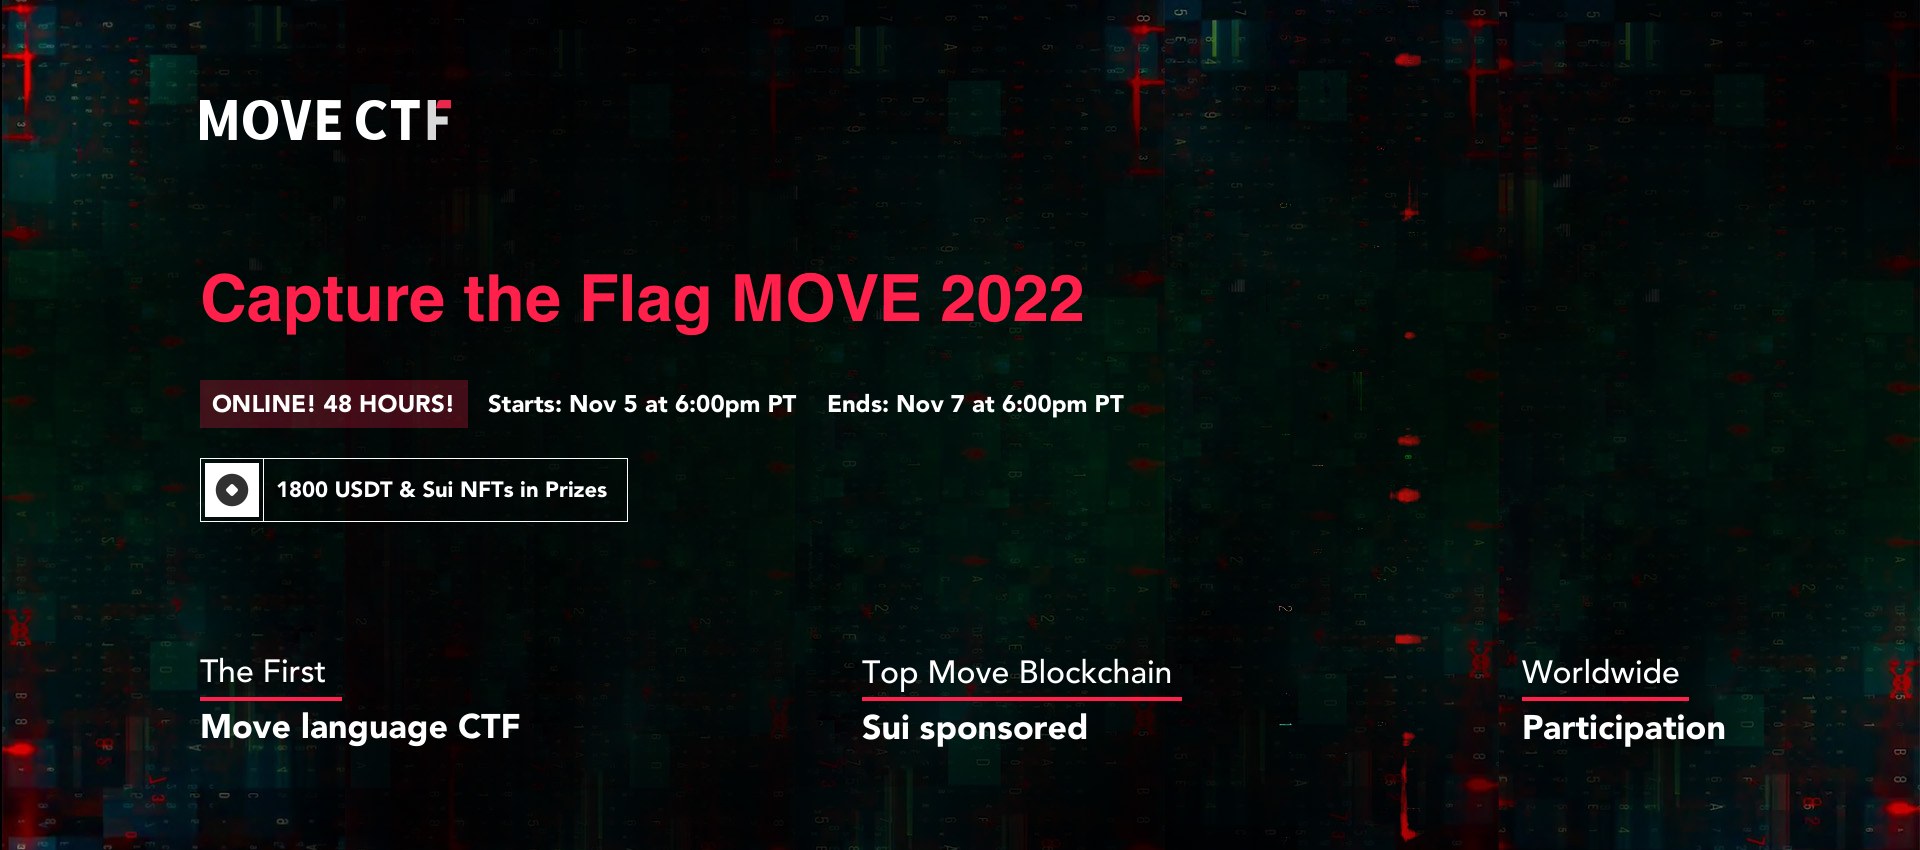 MOVE CTF
Capture the Flag MOVE 2022
ONLINE! 48 HOURS! Starts: Nov 5 at 6:00pm PT Ends: Nov 7 at 6:00pm PT
1800 USDT & Sui NFTs in Prizes
The First
Move language CTF
Top Move Blockchain
Sui sponsored
Worldwide
Participation